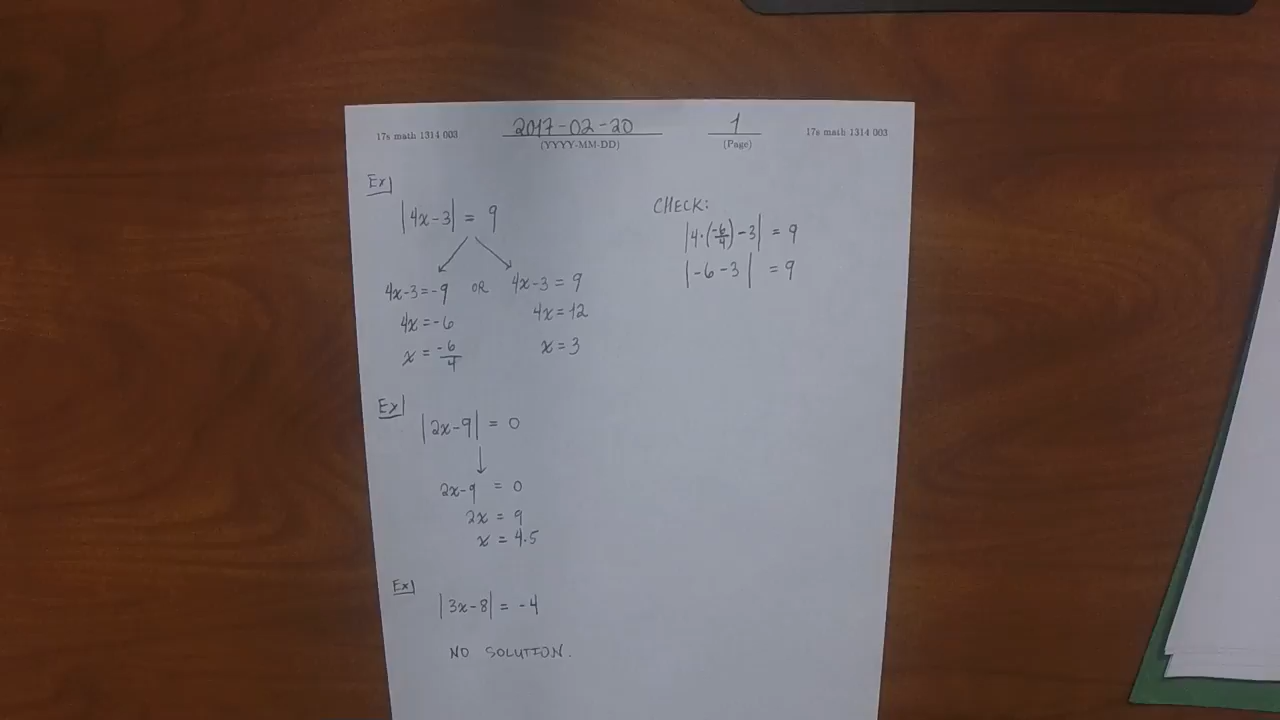 17s math 1314 003 2017-02-20 1 17s math 1314 003
(YYYY-MM-DD) (Page)
Ex
|4x-3| = 9
4x-3=-9 OR 4x-3=9
4x=-6 4x=12
x=-6/4 x=3
CHECK:
|4·(-6/4)-3| = 9
|-6-3| = 9
Ex
|2x-9| = 0
2x-9 = 0
2x = 9
x = 4.5
Ex
|3x-8| = -4
NO SOLUTION.